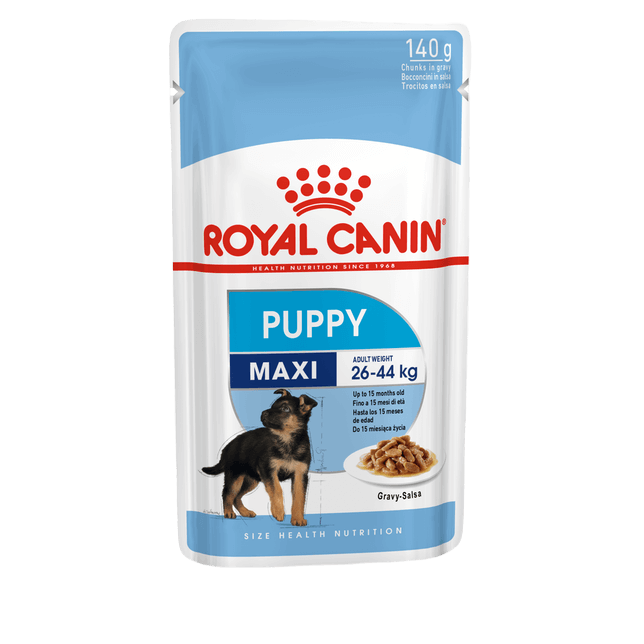 140 g
Chunks in gravy
Bocconcini in salsa
Trocitos en salsa
ROYAL CANIN®
HEALTH NUTRITION SINCE 1968
PUPPY
MAXI
ADULT WEIGHT
26-44 kg
Up to 15 months old
Fino a 15 mesi di età
Hasta los 15 meses
de edad
Do 15 miesiąca życia
Gravy-Salsa
SIZE HEALTH NUTRITION